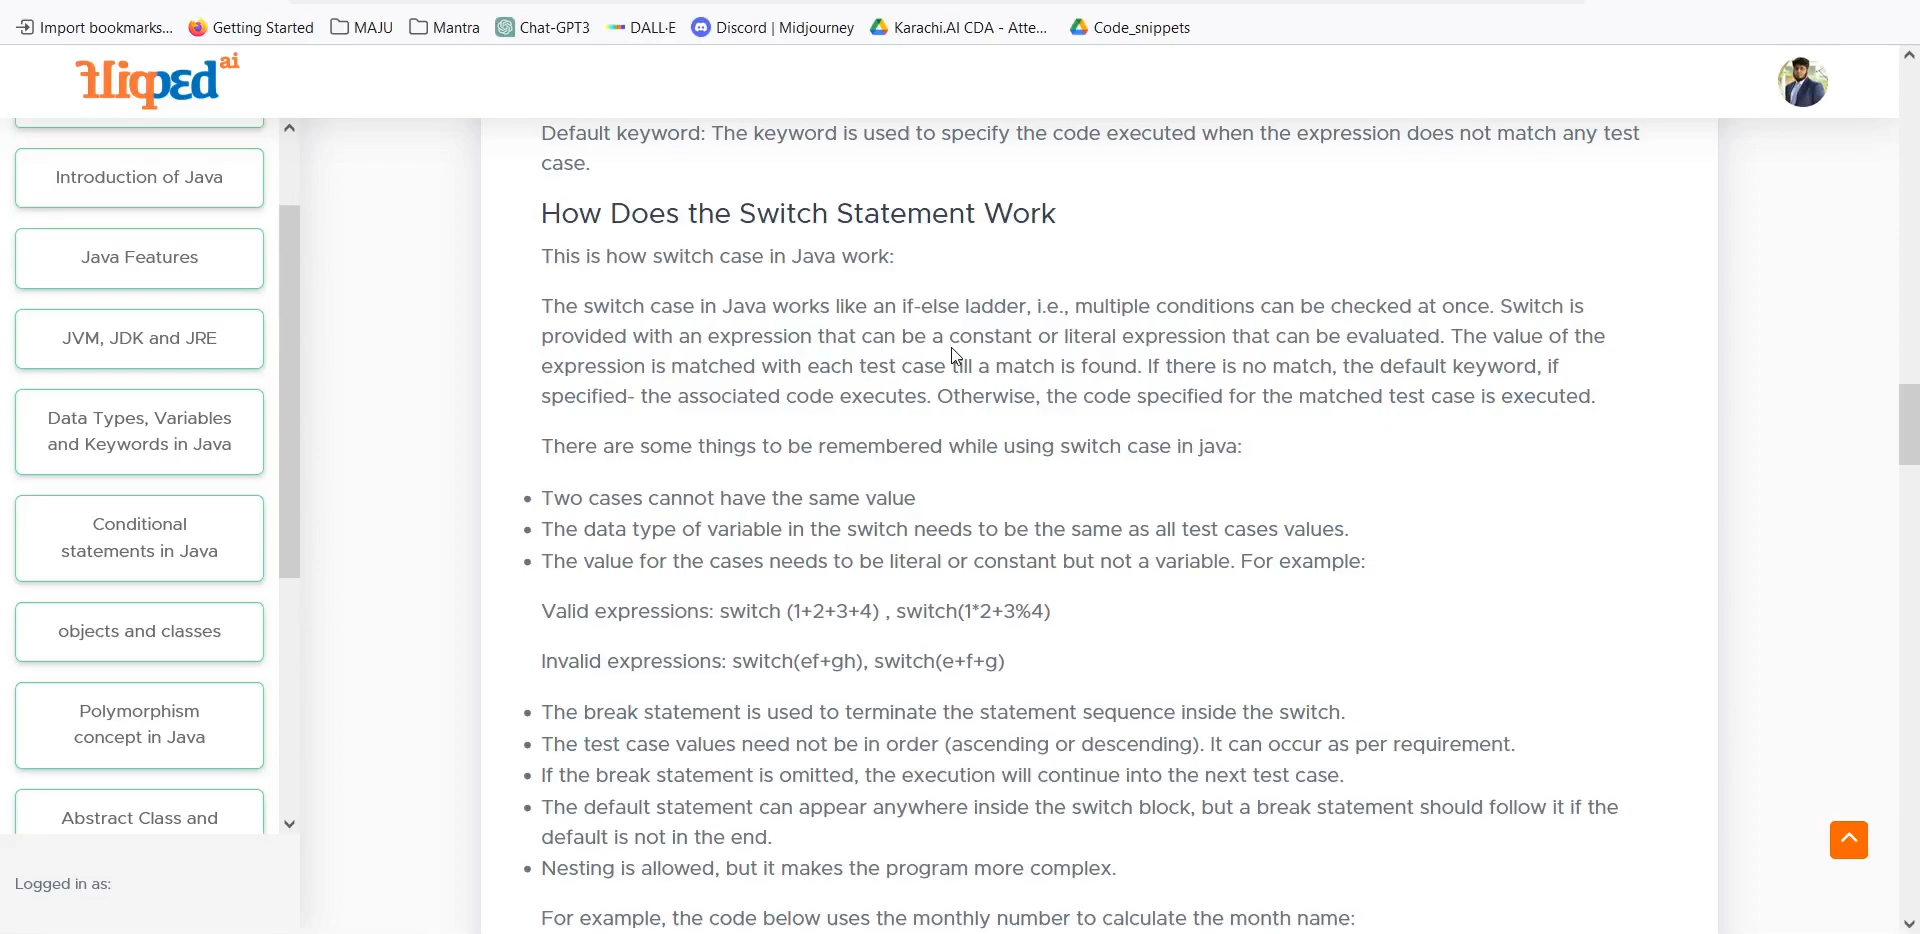 Import bookmarks...
Getting Started
MAJU
Mantra
Chat-GPT3
DALL·E
Discord | Midjourney
Karachi.AI CDA - Atte...
Code_snippets
fliqped ai
Introduction of Java
Java Features
JVM, JDK and JRE
Data Types, Variables
and Keywords in Java
Conditional
statements in Java
objects and classes
Polymorphism
concept in Java
Abstract Class and
Logged in as:
Default keyword: The keyword is used to specify the code executed when the expression does not match any test
case.
How Does the Switch Statement Work
This is how switch case in Java work:
The switch case in Java works like an if-else ladder, i.e., multiple conditions can be checked at once. Switch is
provided with an expression that can be a constant or literal expression that can be evaluated. The value of the
expression is matched with each test case till a match is found. If there is no match, the default keyword, if
specified- the associated code executes. Otherwise, the code specified for the matched test case is executed.
There are some things to be remembered while using switch case in java:
• Two cases cannot have the same value
• The data type of variable in the switch needs to be the same as all test cases values.
• The value for the cases needs to be literal or constant but not a variable. For example:
Valid expressions: switch (1+2+3+4) , switch(1*2+3%4)
Invalid expressions: switch(ef+gh), switch(e+f+g)
• The break statement is used to terminate the statement sequence inside the switch.
• The test case values need not be in order (ascending or descending). It can occur as per requirement.
• If the break statement is omitted, the execution will continue into the next test case.
• The default statement can appear anywhere inside the switch block, but a break statement should follow it if the
default is not in the end.
• Nesting is allowed, but it makes the program more complex.
For example, the code below uses the monthly number to calculate the month name: